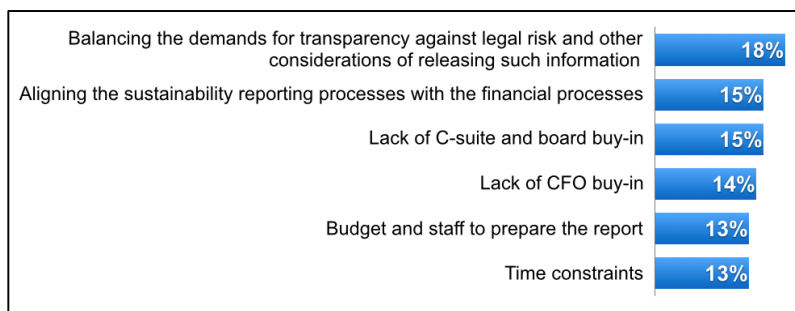 Balancing the demands for transparency against legal risk and other
considerations of releasing such information
18%
Aligning the sustainability reporting processes with the financial processes
15%
Lack of C-suite and board buy-in
15%
Lack of CFO buy-in
14%
Budget and staff to prepare the report
13%
Time constraints
13%